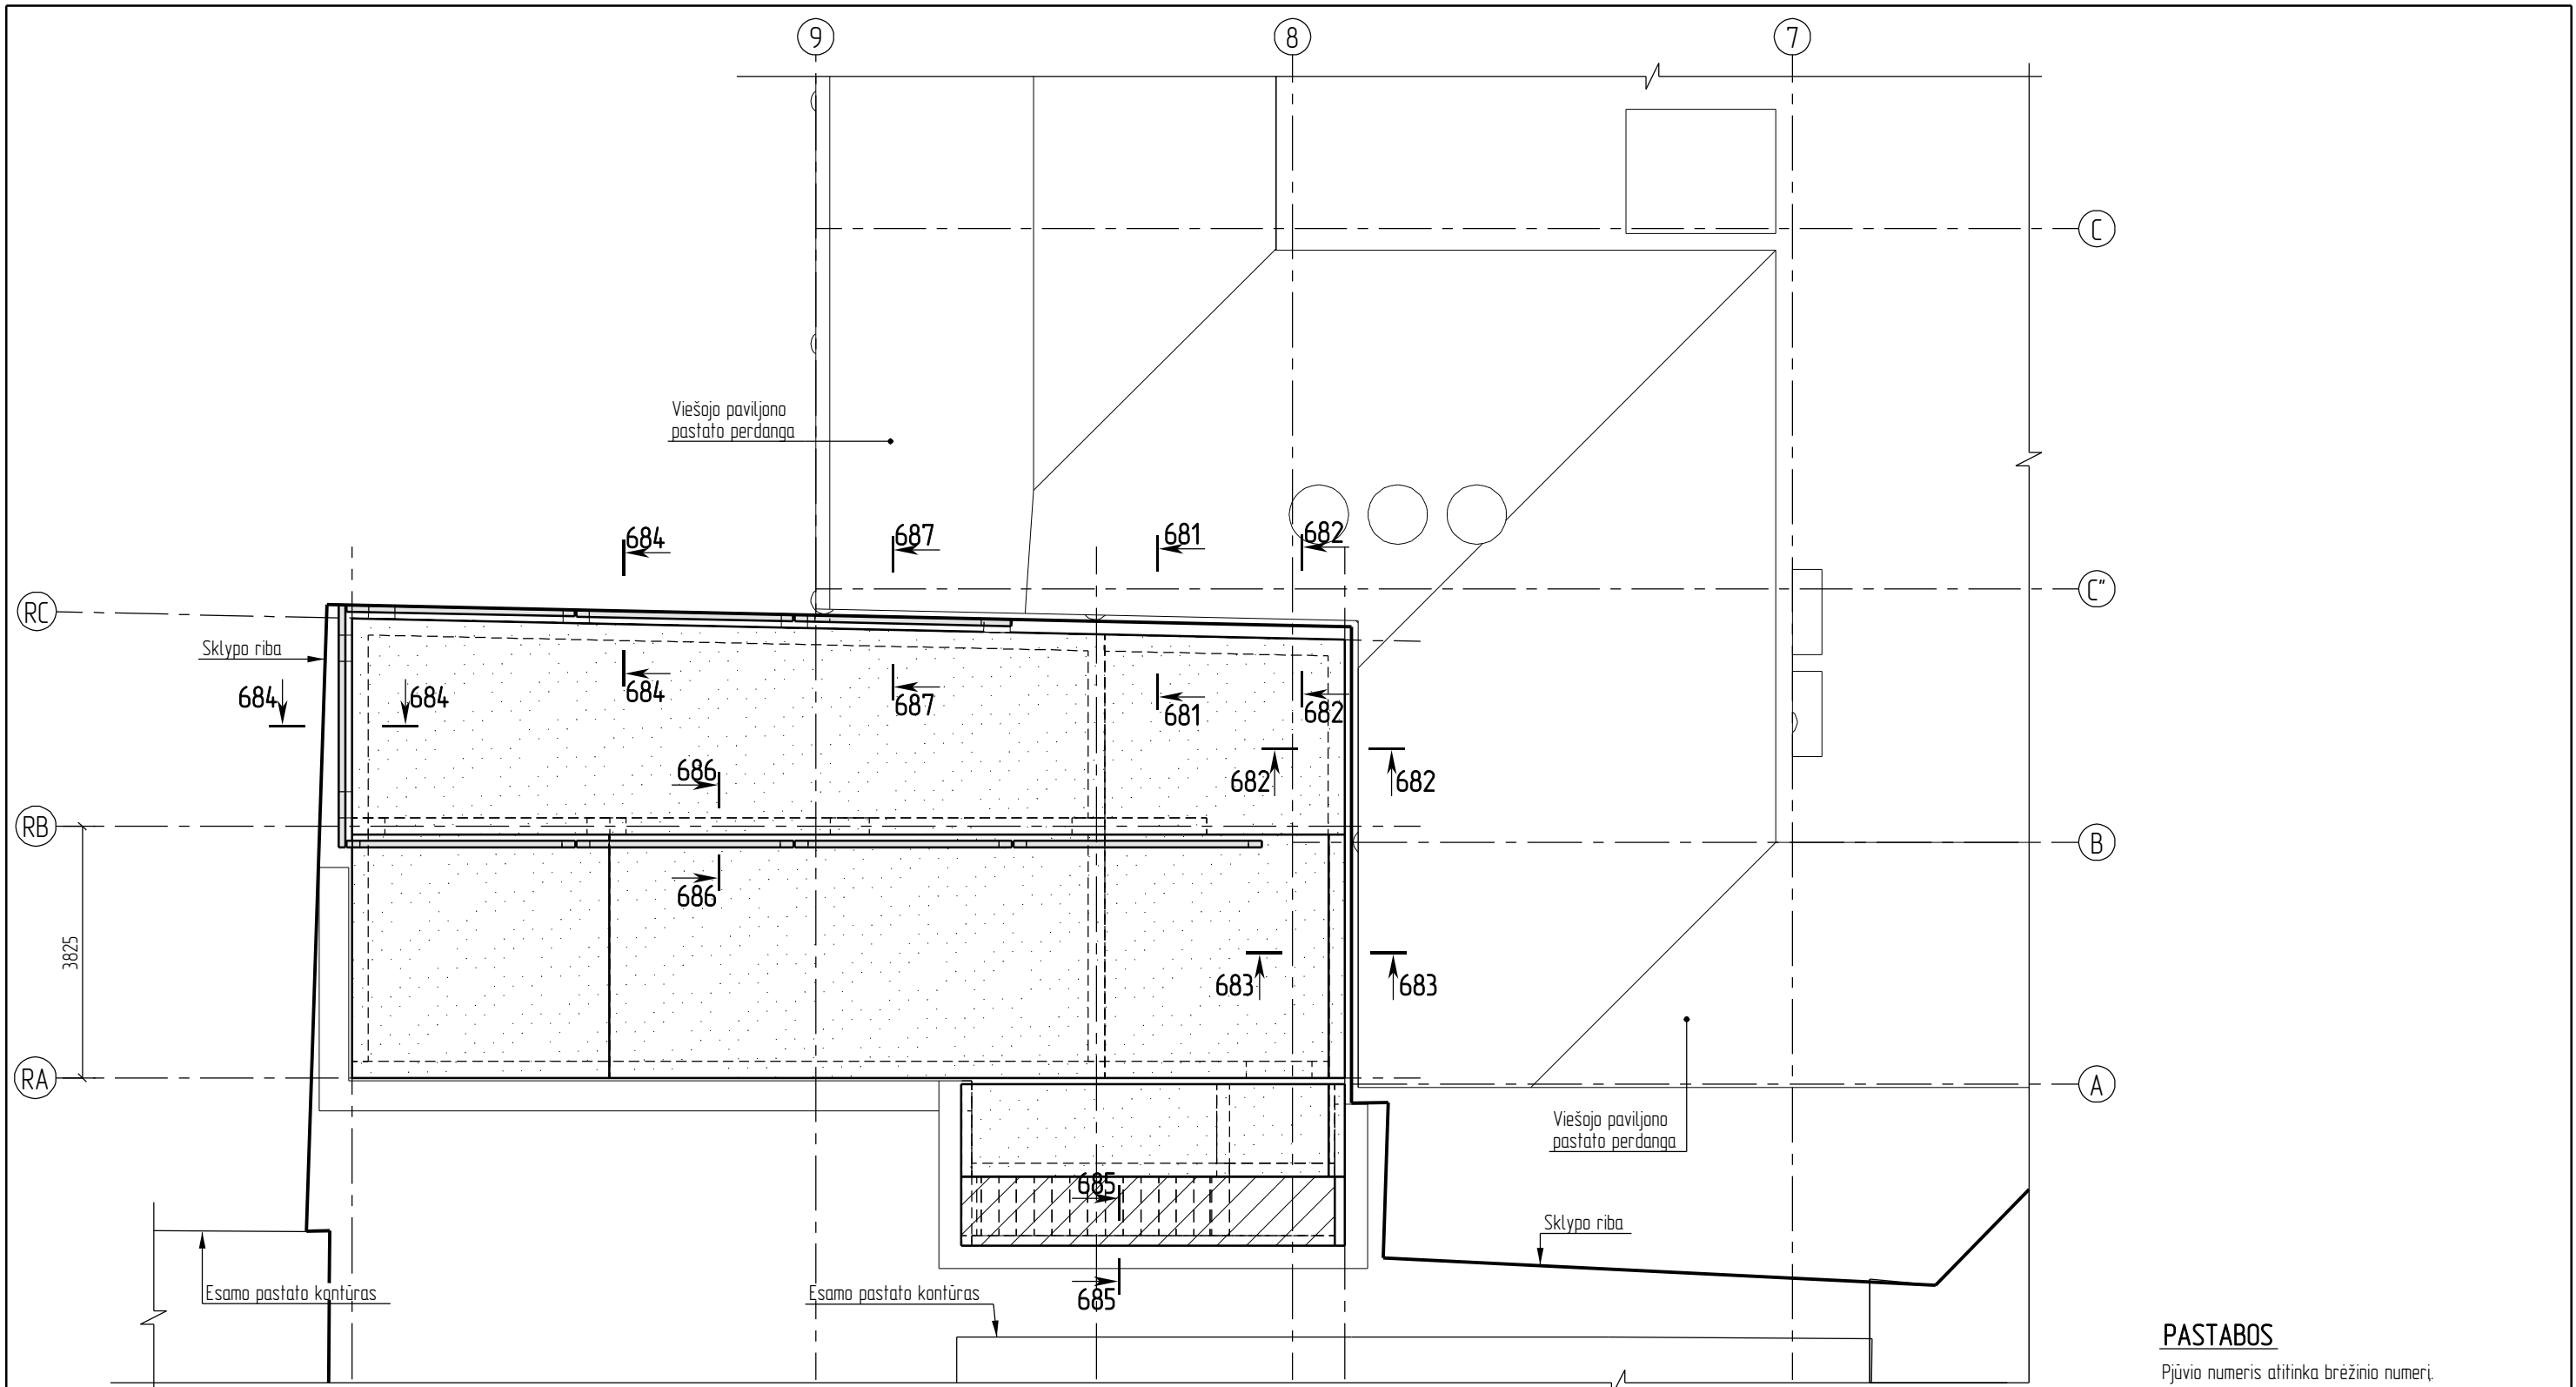 9
8
7
C
Viešojo paviljono
pastato perdanga
684
687
681
682
C"
RC
Sklypo riba
684
687
681
682
684
684
686
682
682
RB
B
686
3825
683
683
RA
A
Viešojo paviljono
pastato perdanga
685
Sklypo riba
Esamo pastato kontūras
Esamo pastato kontūras
685
PASTABOS
Pjūvio numeris atitinka brėžinio numerį.